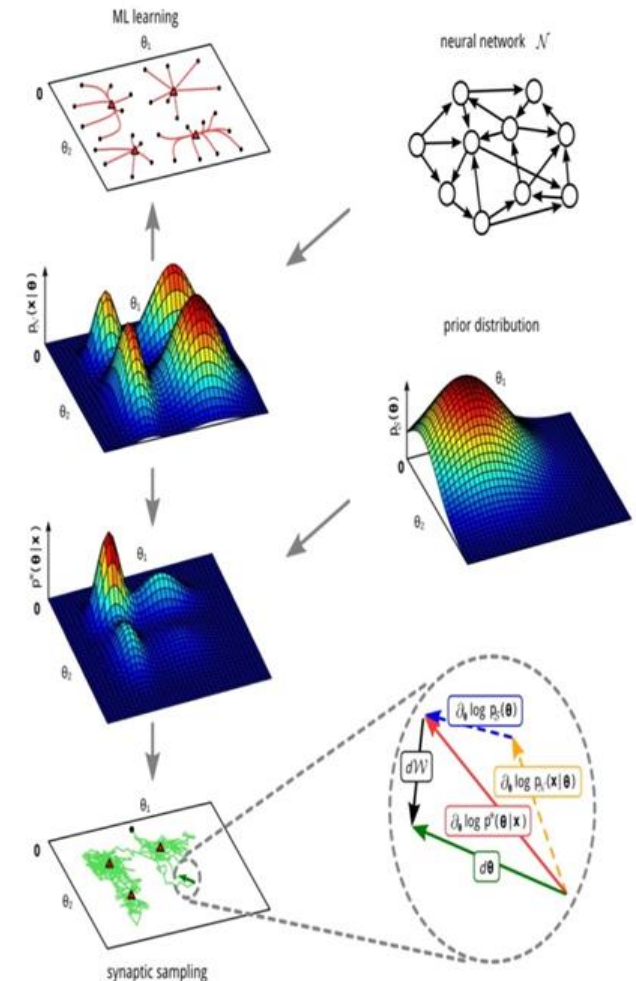 ML learning
θ₁
0
θ₂
neural network 𝒩
p𝒩(x|θ)
θ₁
0
θ₂
prior distribution
p𝒮(θ)
θ₁
0
θ₂
p*(θ|x)
θ₁
0
θ₂
θ₁
0
θ₂
synaptic sampling
∂θ log p𝒮(θ)
d𝒲
∂θ log p𝒩(x|θ)
∂θ log p*(θ|x)
dθ